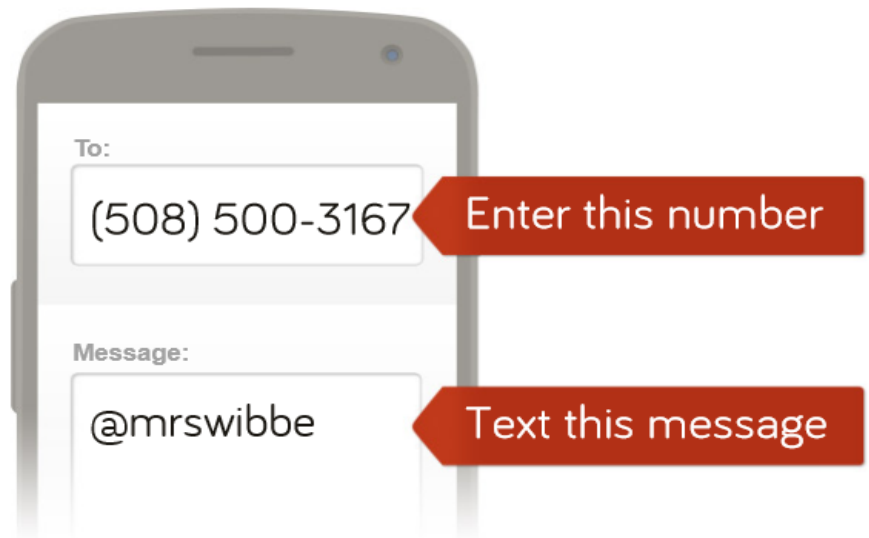 To:
(508) 500-3167
Enter this number
Message:
@mrswibbe
Text this message